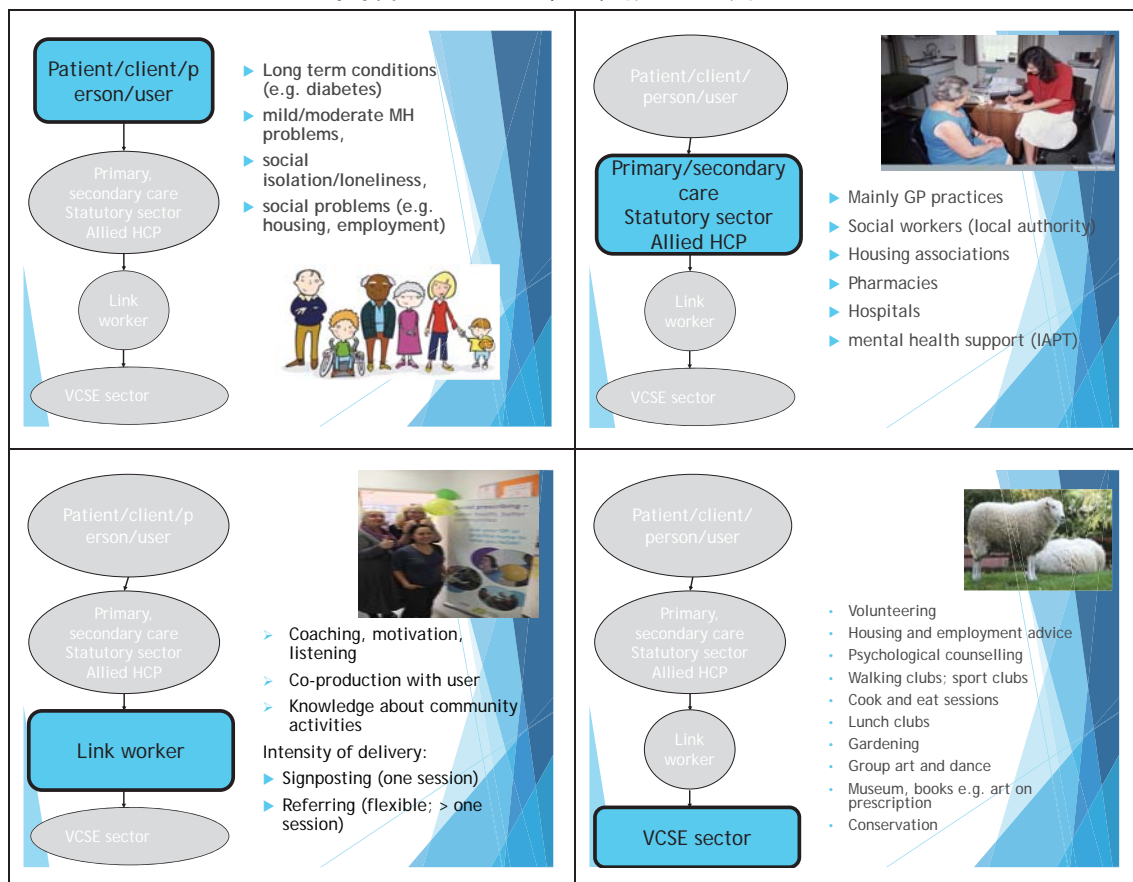 Patient/client/p
erson/user
Primary,
secondary care
Statutory sector
Allied HCP
Link
worker
VCSE sector
Long term conditions
(e.g. diabetes)
mild/moderate MH
problems,
social
isolation/loneliness,
social problems (e.g.
housing, employment)
Patient/client/
person/user
Primary/secondary
care
Statutory sector
Allied HCP
Link
worker
VCSE sector
Mainly GP practices
Social workers (local authority)
Housing associations
Pharmacies
Hospitals
mental health support (IAPT)
Patient/client/p
erson/user
Primary,
secondary care
Statutory sector
Allied HCP
Link worker
VCSE sector
Coaching, motivation,
listening
Co-production with user
Knowledge about community
activities
Intensity of delivery:
Signposting (one session)
Referring (flexible; > one
session)
Patient/client/
person/user
Primary,
secondary care
Statutory sector
Allied HCP
Link
worker
VCSE sector
Volunteering
Housing and employment advice
Psychological counselling
Walking clubs; sport clubs
Cook and eat sessions
Lunch clubs
Gardening
Group art and dance
Museum, books e.g. art on
prescription
Conservation